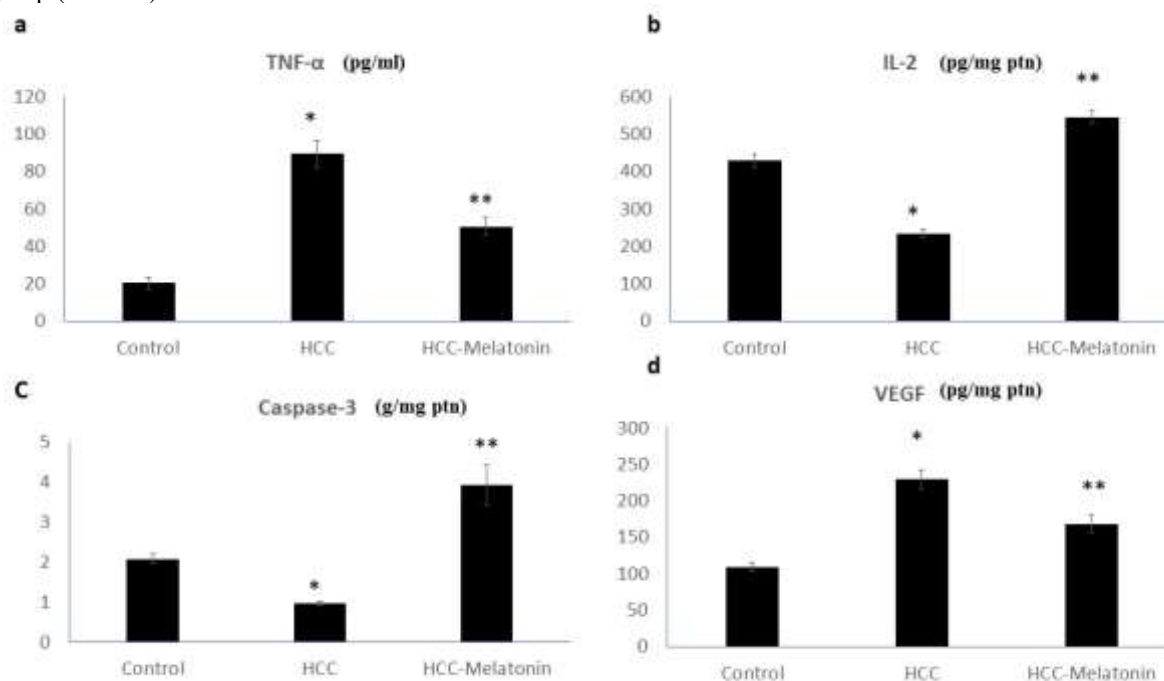 a
TNF-α (pg/ml)
120
100
80
60
40
20
0
*
**
Control HCC HCC-Melatonin
b
IL-2 (pg/mg ptn)
600
500
400
300
200
100
0
*
**
Control HCC HCC-Melatonin
C
Caspase-3 (g/mg ptn)
5
4
3
2
1
0
*
**
Control HCC HCC-Melatonin
d
VEGF (pg/mg ptn)
300
250
200
150
100
50
0
*
**
Control HCC HCC-Melatonin